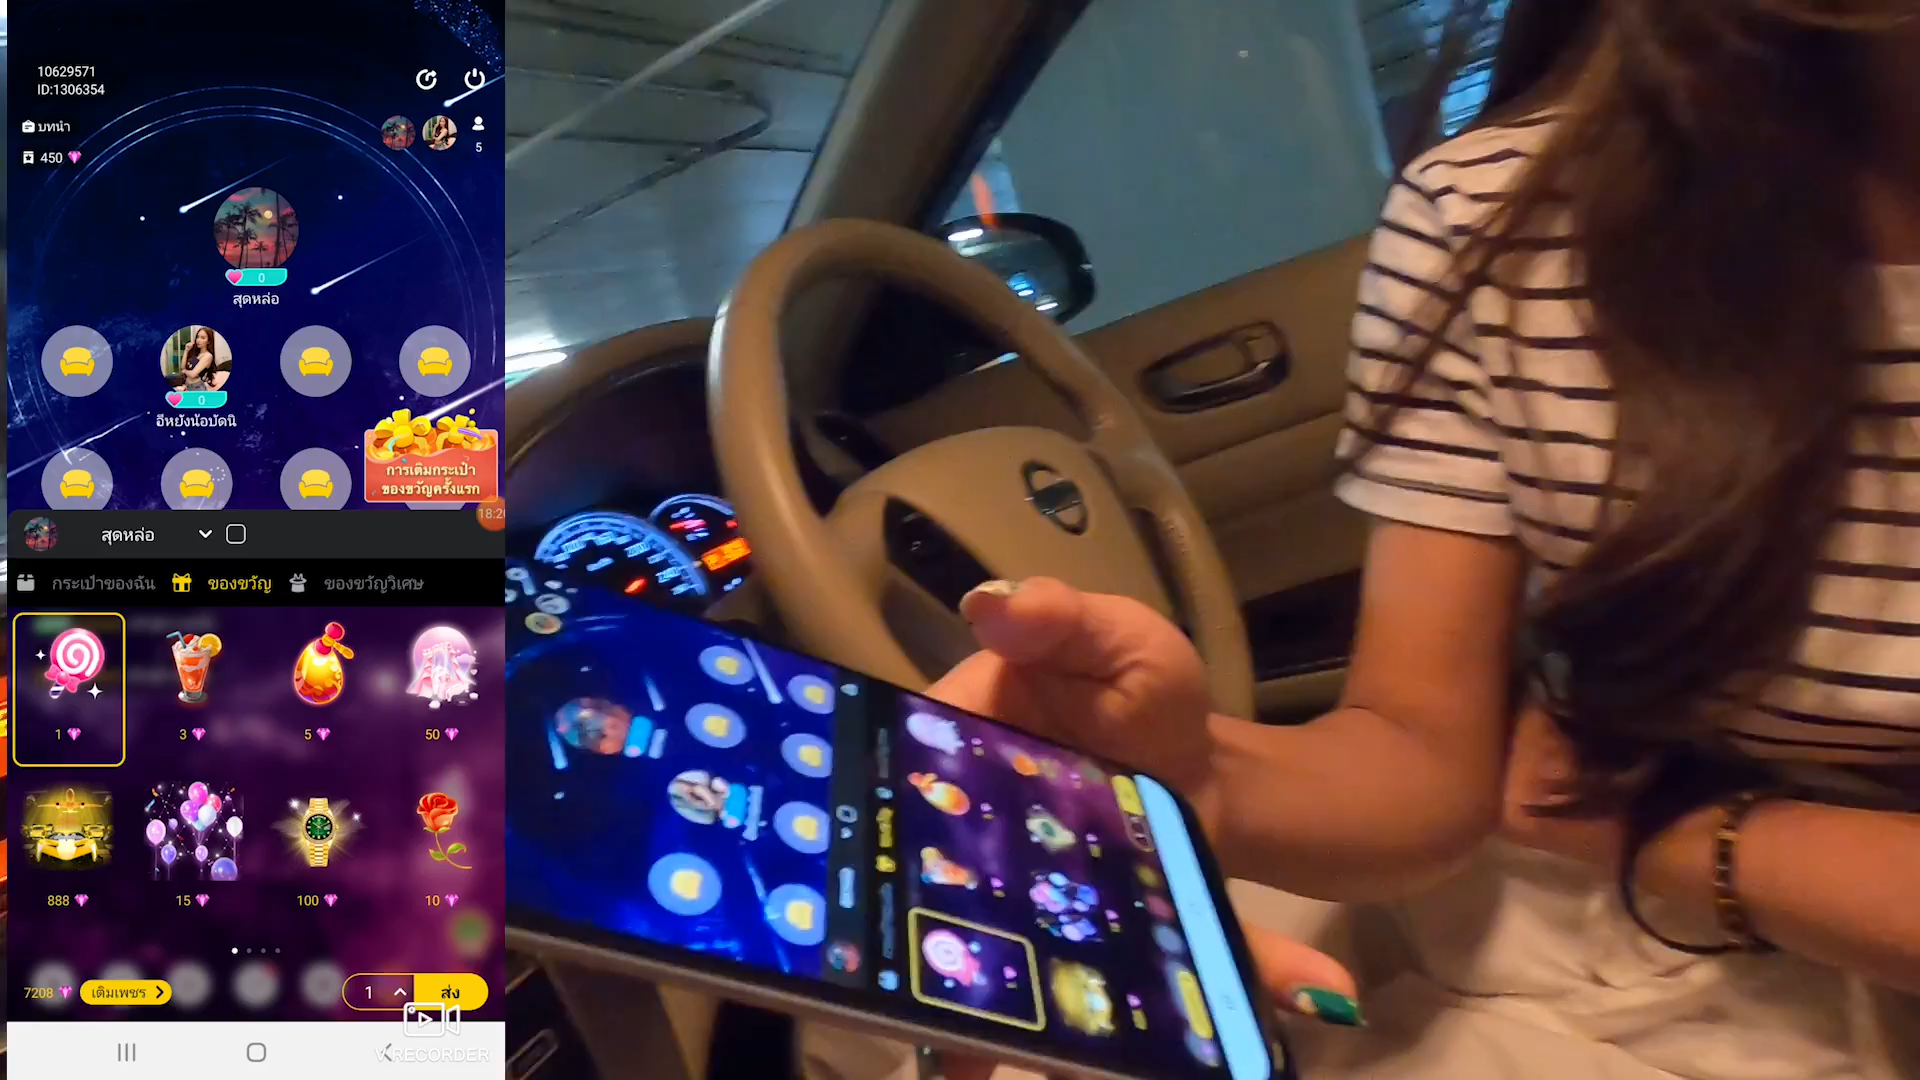 10629571
ID:1306354
บทนำ
450
5
0
สุดหล่อ
0
อีหยังน้อบัดนิ
การเติมกระเป๋า
ของขวัญครั้งแรก
18:20
สุดหล่อ
กระเป๋าของฉัน ของขวัญ ของขวัญวิเศษ
1 3 5 50
888 15 100 10
7208 เติมเพชร 1 ส่ง
V RECORDER